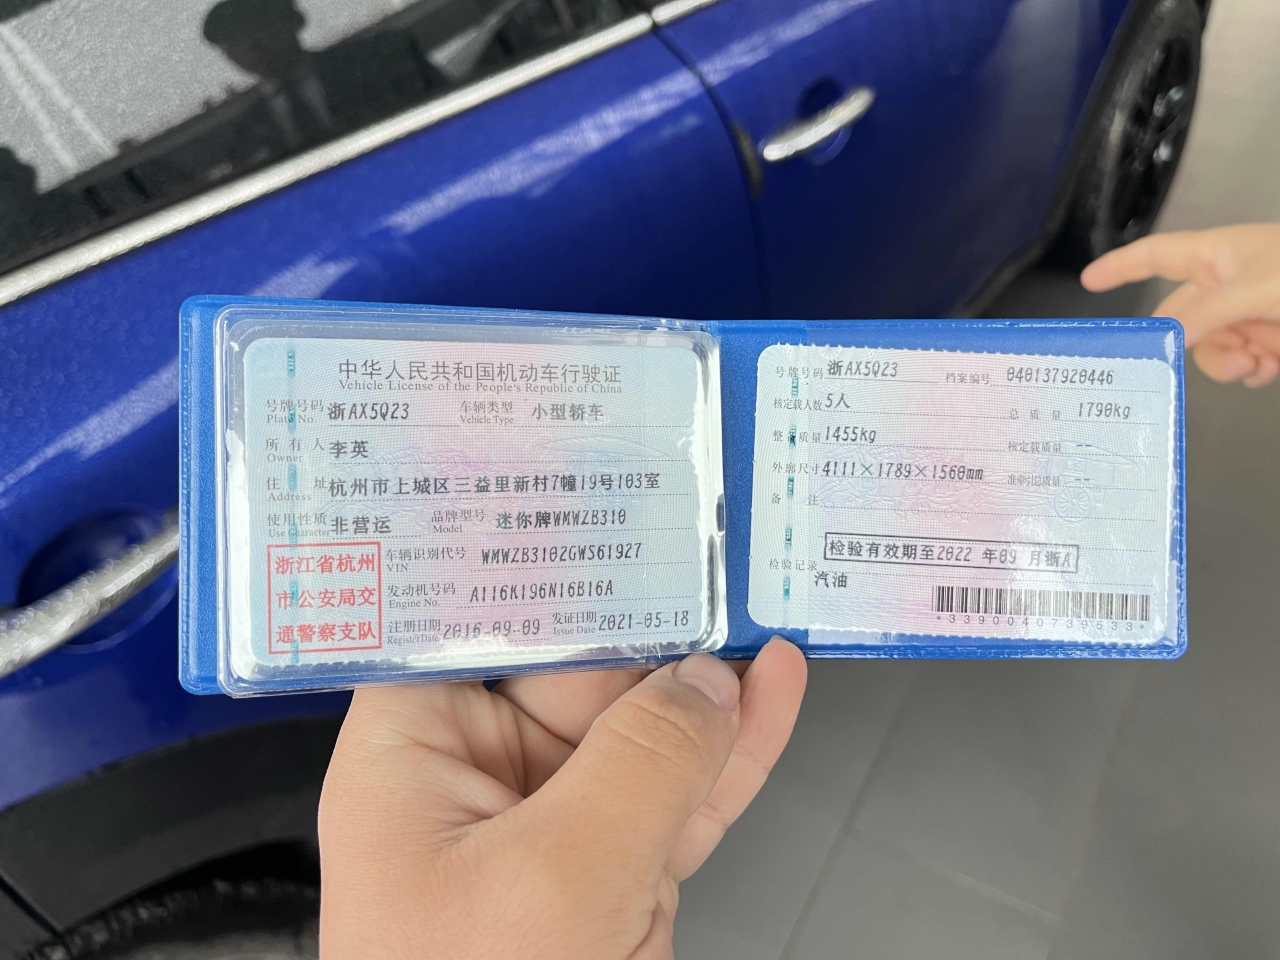 中华人民共和国机动车行驶证
Vehicle License of the People's Republic of China
号牌号码 浙AX5Q23 车辆类型 小型轿车
Plate No. Vehicle Type
所有人 李英
Owner
住址 杭州市上城区三益里新村7幢19号103室
Address
使用性质 非营运 品牌型号 迷你牌WMWZB310
Use Character Model
浙江省杭州
市公安局交
通警察支队
车辆识别代号 WMWZB3102GWS61927
VIN
发动机号码 A116K196N16B16A
Engine No.
注册日期 2016-09-09 发证日期 2021-05-18
Register Date Issue Date
号牌号码 浙AX5Q23 档案编号 040137920446
核定载人数 5人 总质量 1790kg
整备质量 1455kg 核定载质量 --
外廓尺寸 4111×1789×1560mm 准牵引总质量 --
备注
检验有效期至2022年09月浙A
检验记录
汽油
*3390040739533*